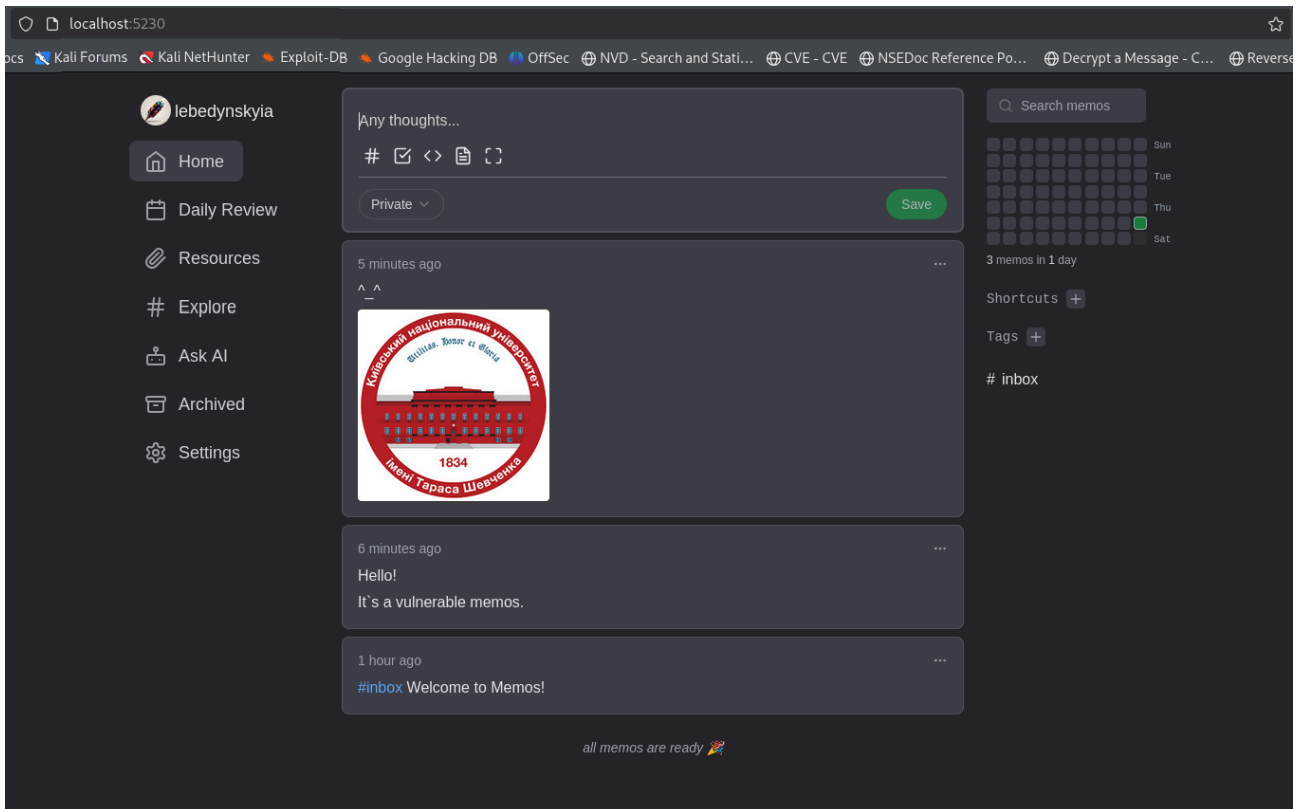 localhost:5230
ocs Kali Forums Kali NetHunter Exploit-DB Google Hacking DB OffSec NVD - Search and Stati... CVE - CVE NSEDoc Reference Po... Decrypt a Message - C... Reverse
lebedynskyia
Home
Daily Review
Resources
Explore
Ask AI
Archived
Settings
Any thoughts...
Private
Save
5 minutes ago
^_^
Київський національний університет
Utilitas, Honor et Gloria
1834
імені Тараса Шевченка
6 minutes ago
Hello!
It`s a vulnerable memos.
1 hour ago
#inbox Welcome to Memos!
all memos are ready 🎉
Search memos
Sun
Tue
Thu
Sat
3 memos in 1 day
Shortcuts +
Tags +
# inbox